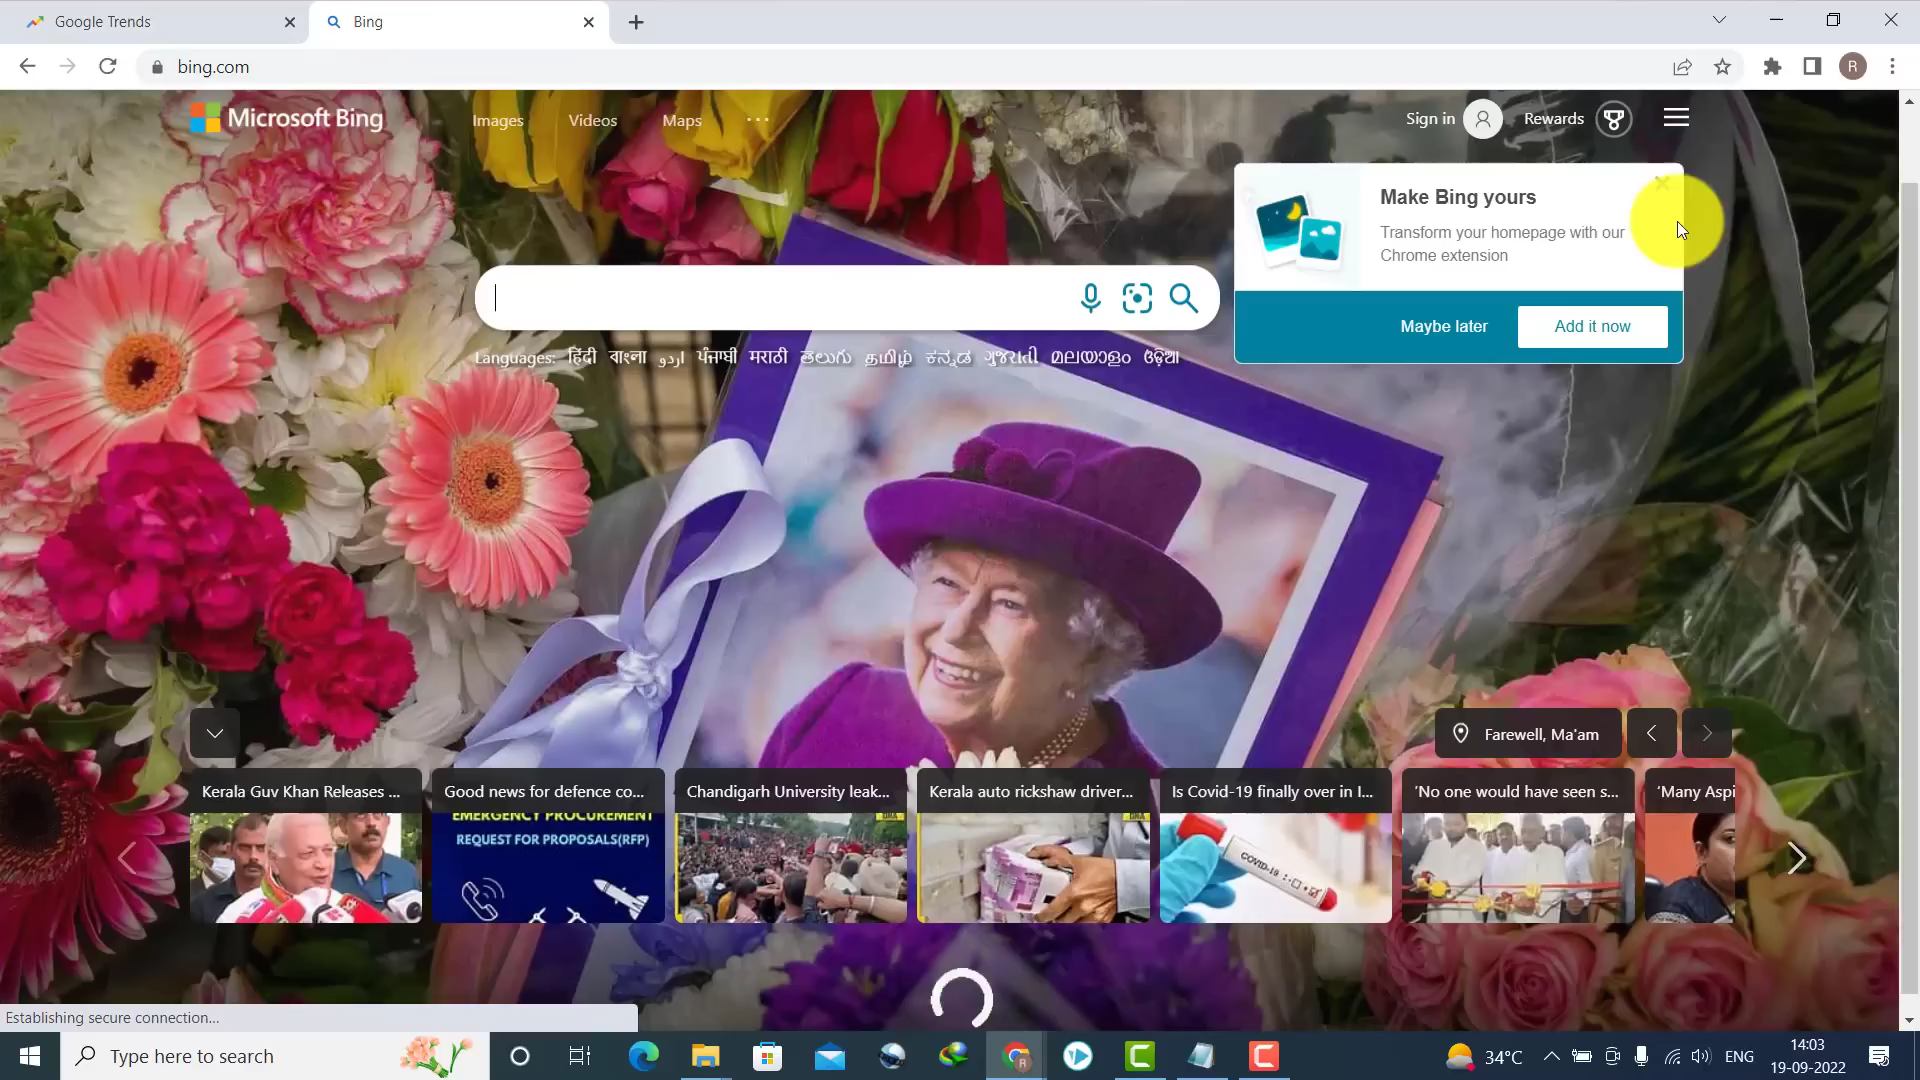 Google Trends
Bing
bing.com
R
Microsoft Bing
Images
Videos
Maps
Sign in
Rewards
Make Bing yours
Transform your homepage with our
Chrome extension
Maybe later
Add it now
Languages: हिंदी বাংলা اردو ਪੰਜਾਬੀ मराठी తెలుగు தமிழ் ಕನ್ನಡ ગુજરાતી മലയാളം ଓଡ଼ିଆ
Farewell, Ma'am
Kerala Guv Khan Releases ...
Good news for defence co...
Chandigarh University leak...
Kerala auto rickshaw driver...
Is Covid-19 finally over in I...
'No one would have seen s...
'Many Aspi
EMERGENCY PROCUREMENT
REQUEST FOR PROPOSALS(RFP)
COVID-19
Establishing secure connection...
Type here to search
34°C
ENG
14:03
19-09-2022